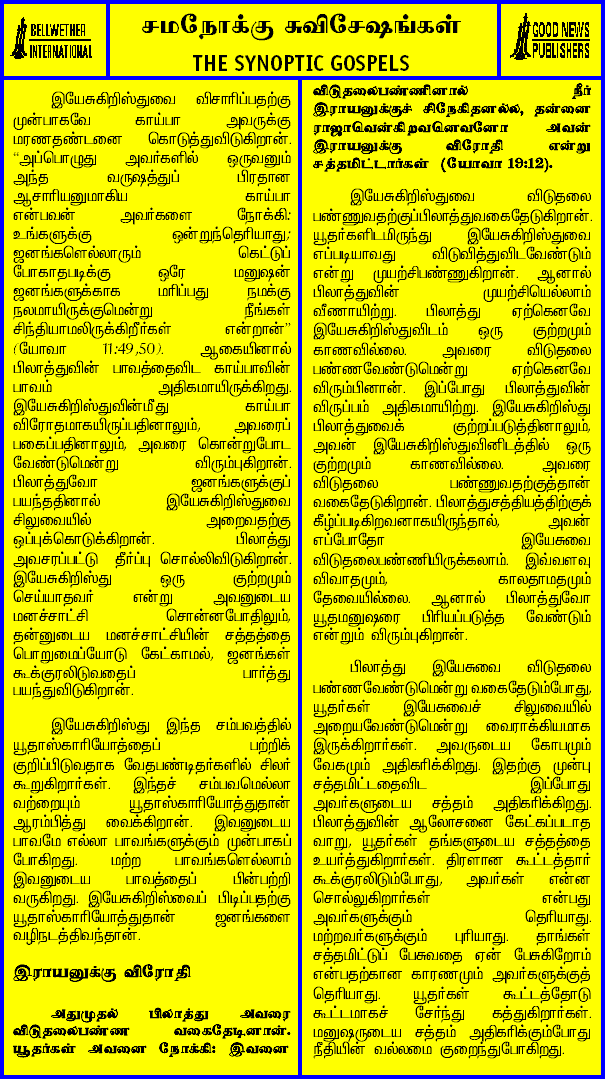 BELLWETHER
INTERNATIONAL
சமநோக்கு சுவிசேஷங்கள்
THE SYNOPTIC GOSPELS
GOOD NEWS
PUBLISHERS
இயேசுகிறிஸ்துவை விசாரிப்பதற்கு
முன்பாகவே காய்பா அவருக்கு
மரணதண்டனை கொடுத்துவிடுகிறான்.
“அப்பொழுது அவர்களில் ஒருவனும்
அந்த வருஷத்துப் பிரதான
ஆசாரியனுமாகிய காய்பா
என்பவன் அவர்களை நோக்கி:
உங்களுக்கு ஒன்றுந்தெரியாது;
ஜனங்களெல்லாரும் கெட்டுப்
போகாதபடிக்கு ஒரே மனுஷன்
ஜனங்களுக்காக மரிப்பது நமக்கு
நலமாயிருக்குமென்று நீங்கள்
சிந்தியாமலிருக்கிறீர்கள் என்றான்”
(யோவா 11:49,50). ஆகையினால்
பிலாத்துவின் பாவத்தைவிட காய்பாவின்
பாவம் அதிகமாயிருக்கிறது.
இயேசுகிறிஸ்துவின்மீது காய்பா
விரோதமாகயிருப்பதினாலும், அவரைப்
பகைப்பதினாலும், அவரை கொன்றுபோட
வேண்டுமென்று விரும்புகிறான்.
பிலாத்துவோ ஜனங்களுக்குப்
பயந்ததினால் இயேசுகிறிஸ்துவை
சிலுவையில் அறைவதற்கு
ஒப்புக்கொடுக்கிறான். பிலாத்து
அவசரப்பட்டு தீர்ப்பு சொல்லிவிடுகிறான்.
இயேசுகிறிஸ்து ஒரு குற்றமும்
செய்யாதவர் என்று அவனுடைய
மனச்சாட்சி சொன்னபோதிலும்,
தன்னுடைய மனச்சாட்சியின் சத்தத்தை
பொறுமைப்யோடு கேட்காமல், ஜனங்கள்
கூக்குரலிடுவதைப் பார்த்து
பயந்துவிடுகிறான்.
இயேசுகிறிஸ்து இந்த சம்பவத்தில்
யூதாஸ்காரியோத்தைப் பற்றிக்
குறிப்பிடுவதாக வேதபண்டிதர்களில் சிலர்
கூறுகிறார்கள். இந்தச் சம்பவமெல்லா
வற்றையும் யூதாஸ்காரியோத்துதான்
ஆரம்பித்து வைக்கிறான். இவனுடைய
பாவமே எல்லா பாவங்களுக்கும் முன்பாகப்
போகிறது. மற்ற பாவங்களெல்லாம்
இவனுடைய பாவத்தைப் பின்பற்றி
வருகிறது. இயேசுகிறிஸ்வைப் பிடிப்பதற்கு
யூதாஸ்காரியோத்துதான் ஜனங்களை
வழிநடத்திவந்தான்.
இராயனுக்கு விரோதி
அதுமுதல் பிலாத்து அவரை
விடுதலைபண்ண வகைதேடினான்.
யூதர்கள் அவனை நோக்கி: இவனை
விடுதலைபண்ணினால் நீர்
இராயனுக்குச் சிநேகிதனல்ல, தன்னை
ராஜாவென்கிறவனெவனோ அவன்
இராயனுக்கு விரோதி என்று
சத்தமிட்டார்கள் (யோவா 19:12).
இயேசுகிறிஸ்துவை விடுதலை
பண்ணுவதற்குப்பிலாத்துவகைதேடுகிறான்.
யூதர்களிடமிருந்து இயேசுகிறிஸ்துவை
எப்படியாவது விடுவித்துவிடவேண்டும்
என்று முயற்சிபண்ணுகிறான். ஆனால்
பிலாத்துவின் முயற்சியெல்லாம்
வீணாயிற்று. பிலாத்து ஏற்கெனவே
இயேசுகிறிஸ்துவிடம் ஒரு குற்றமும்
காணவில்லை. அவரை விடுதலை
பண்ணவேண்டுமென்று ஏற்கெனவே
விரும்பினான். இப்போது பிலாத்துவின்
விருப்பம் அதிகமாயிற்று. இயேசுகிறிஸ்து
பிலாத்துவைக் குற்றப்படுத்தினாலும்,
அவன் இயேசுகிறிஸ்துவினிடத்தில் ஒரு
குற்றமும் காணவில்லை. அவரை
விடுதலை பண்ணுவதற்குத்தான்
வகைதேடுகிறான். பிலாத்துசத்தியத்திற்குக்
கீழ்ப்படிகிறவனாகயிருந்தால், அவன்
எப்போதோ இயேசுவை
விடுதலைபண்ணியிருக்கலாம். இவ்வளவு
விவாதமும், காலதாமதமும்
தேவையில்லை. ஆனால் பிலாத்துவோ
யூதமனுஷரை பிரியப்படுத்த வேண்டும்
என்றும் விரும்புகிறான்.
பிலாத்து இயேசுவை விடுதலை
பண்ணவேண்டுமென்று வகைதேடும்போது,
யூதர்கள் இயேசுவைச் சிலுவையில்
அறையவேண்டுமென்று வைராக்கியமாக
இருக்கிறார்கள். அவருடைய கோபமும்
வேகமும் அதிகரிக்கிறது. இதற்கு முன்பு
சத்தமிட்டதைவிட இப்போது
அவர்களுடைய சத்தம் அதிகரிக்கிறது.
பிலாத்துவின் ஆலோசனை கேட்கப்படாத
வாறு, யூதர்கள் தங்களுடைய சத்தத்தை
உயர்த்துகிறார்கள். திரளான கூட்டத்தார்
கூக்குரலிடும்போது, அவர்கள் என்ன
சொல்லுகிறார்கள் என்பது
அவர்களுக்கும் தெரியாது.
மற்றவர்களுக்கும் புரியாது. தாங்கள்
சத்தமிட்டுப் பேசுவதை ஏன் பேசுகிறோம்
என்பதற்கான காரணமும் அவர்களுக்குத்
தெரியாது. யூதர்கள் கூட்டத்தோடு
கூட்டமாகச் சேர்ந்து கத்துகிறார்கள்.
மனுஷருடைய சத்தம் அதிகரிக்கும்போது
நீதியின் வல்லமை குறைந்துபோகிறது.